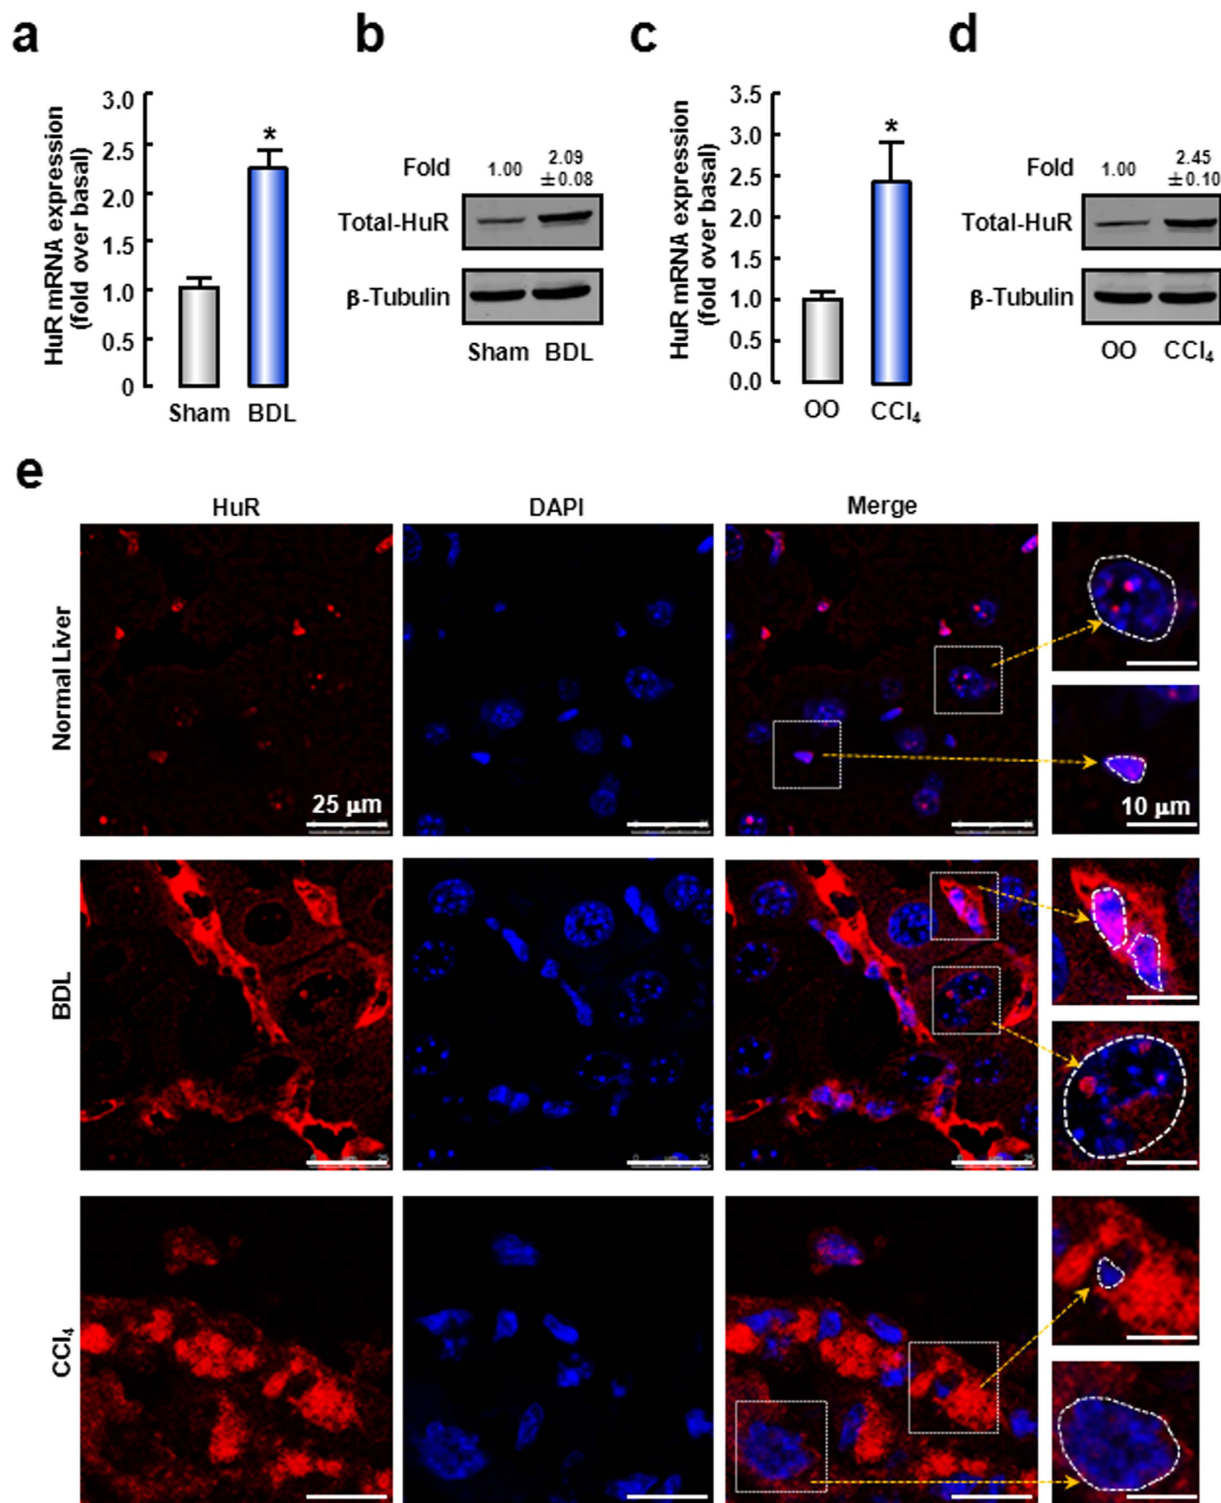 a
HuR mRNA expression
(fold over basal)
3.0
2.5
2.0
1.5
1.0
0.5
0
*
Sham BDL
b
Fold 1.00 2.09
±0.08
Total-HuR
β-Tubulin
Sham BDL
c
HuR mRNA expression
(fold over basal)
3.5
3.0
2.5
2.0
1.5
1.0
0.5
0.0
*
OO CCl₄
d
Fold 1.00 2.45
±0.10
Total-HuR
β-Tubulin
OO CCl₄
e
HuR DAPI Merge
Normal Liver
25 μm
10 μm
BDL
CCl₄